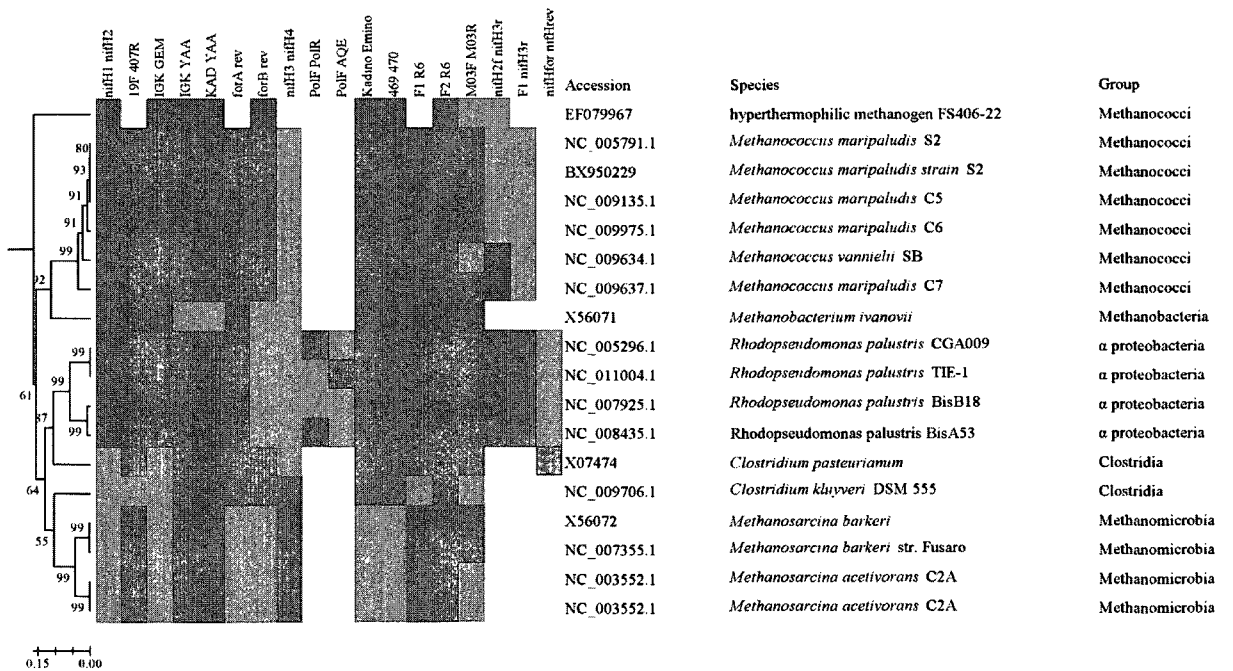 nifH1 nifH2
19F 407R
IGK GEM
IGK YAA
KAD YAA
forA rev
forB rev
nifH3 nifH4
PolF PolR
PolF AQE
Kadino Emino
469 470
F1 R6
F2 R6
M03F M03R
nifH2f nifH3r
F1 nifH3r
nifHfor nifHrev
Accession Species Group
EF079967 hyperthermophilic methanogen FS406-22 Methanococci
80 NC_005791.1 Methanococcus maripaludis S2 Methanococci
93 BX950229 Methanococcus maripaludis strain S2 Methanococci
91 NC_009135.1 Methanococcus maripaludis C5 Methanococci
91 NC_009975.1 Methanococcus maripaludis C6 Methanococci
99 NC_009634.1 Methanococcus vannielii SB Methanococci
92 NC_009637.1 Methanococcus maripaludis C7 Methanococci
X56071 Methanobacterium ivanovii Methanobacteria
99 NC_005296.1 Rhodopseudomonas palustris CGA009 α proteobacteria
99 NC_011004.1 Rhodopseudomonas palustris TIE-1 α proteobacteria
61 NC_007925.1 Rhodopseudomonas palustris BisB18 α proteobacteria
87 99 NC_008435.1 Rhodopseudomonas palustris BisA53 α proteobacteria
X07474 Clostridium pasteurianum Clostridia
64 NC_009706.1 Clostridium kluyveri DSM 555 Clostridia
99 X56072 Methanosarcina barkeri Methanomicrobia
55 NC_007355.1 Methanosarcina barkeri str. Fusaro Methanomicrobia
99 NC_003552.1 Methanosarcina acetivorans C2A Methanomicrobia
99 NC_003552.1 Methanosarcina acetivorans C2A Methanomicrobia
0.15 0.00